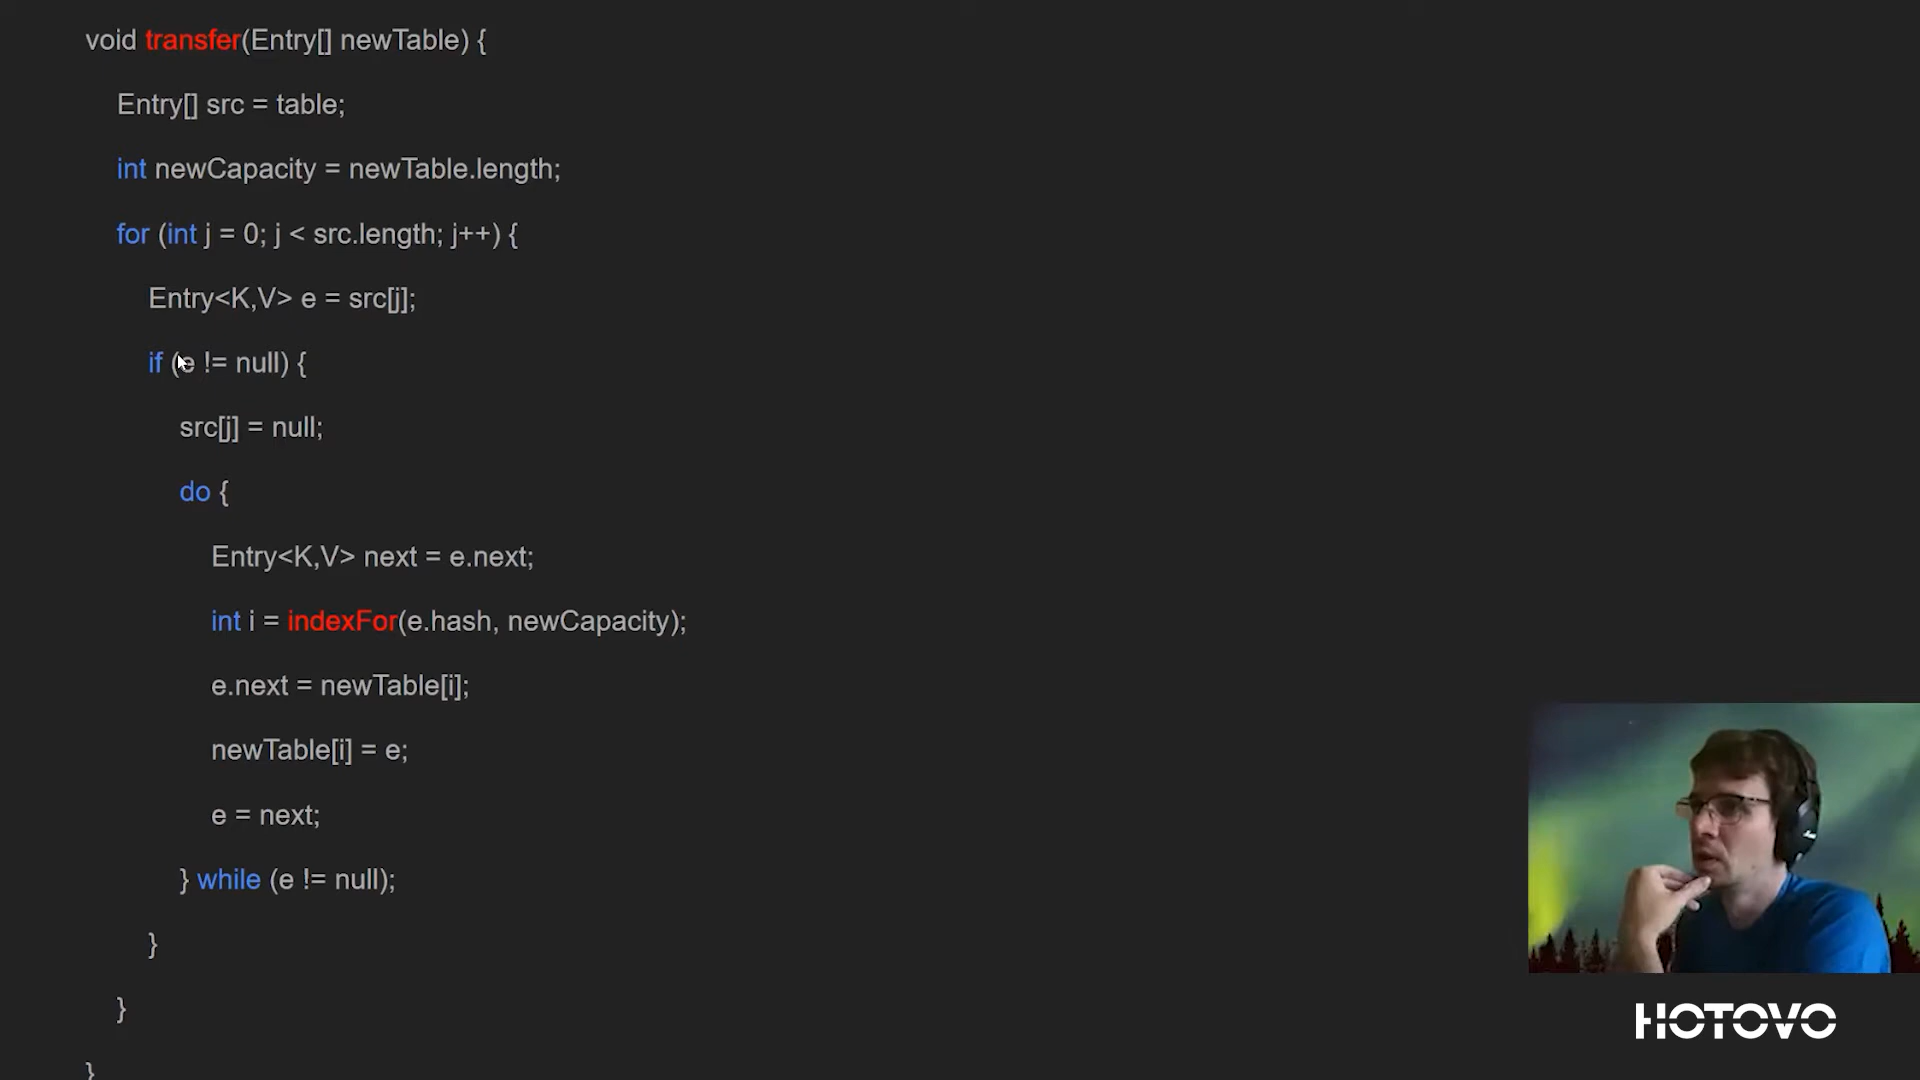 void transfer(Entry[] newTable) {
Entry[] src = table;
int newCapacity = newTable.length;
for (int j = 0; j < src.length; j++) {
Entry<K,V> e = src[j];
if (e != null) {
src[j] = null;
do {
Entry<K,V> next = e.next;
int i = indexFor(e.hash, newCapacity);
e.next = newTable[i];
newTable[i] = e;
e = next;
} while (e != null);
}
}
}
HOTOVO